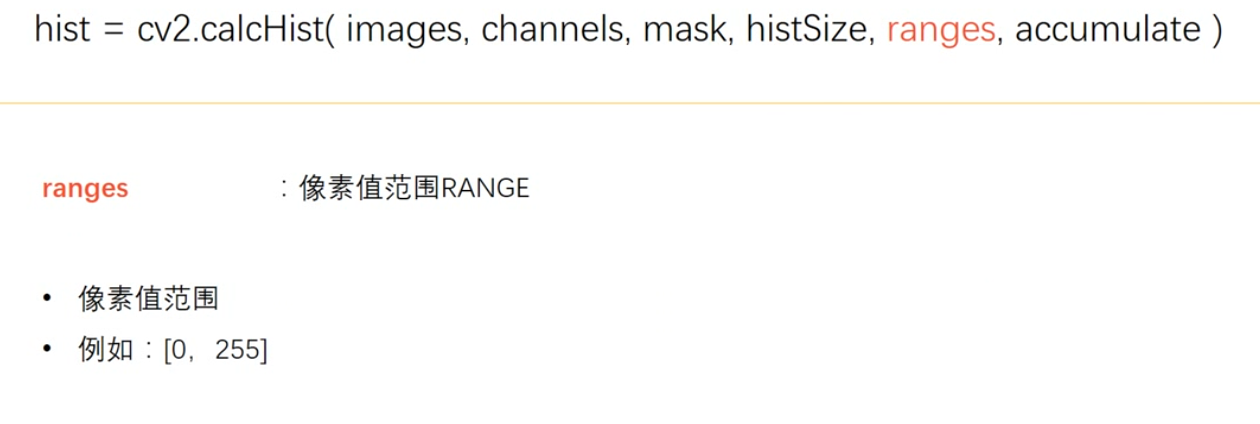 hist = cv2.calcHist( images, channels, mask, histSize, ranges, accumulate )
ranges ：像素值范围RANGE
• 像素值范围
• 例如：[0，255]